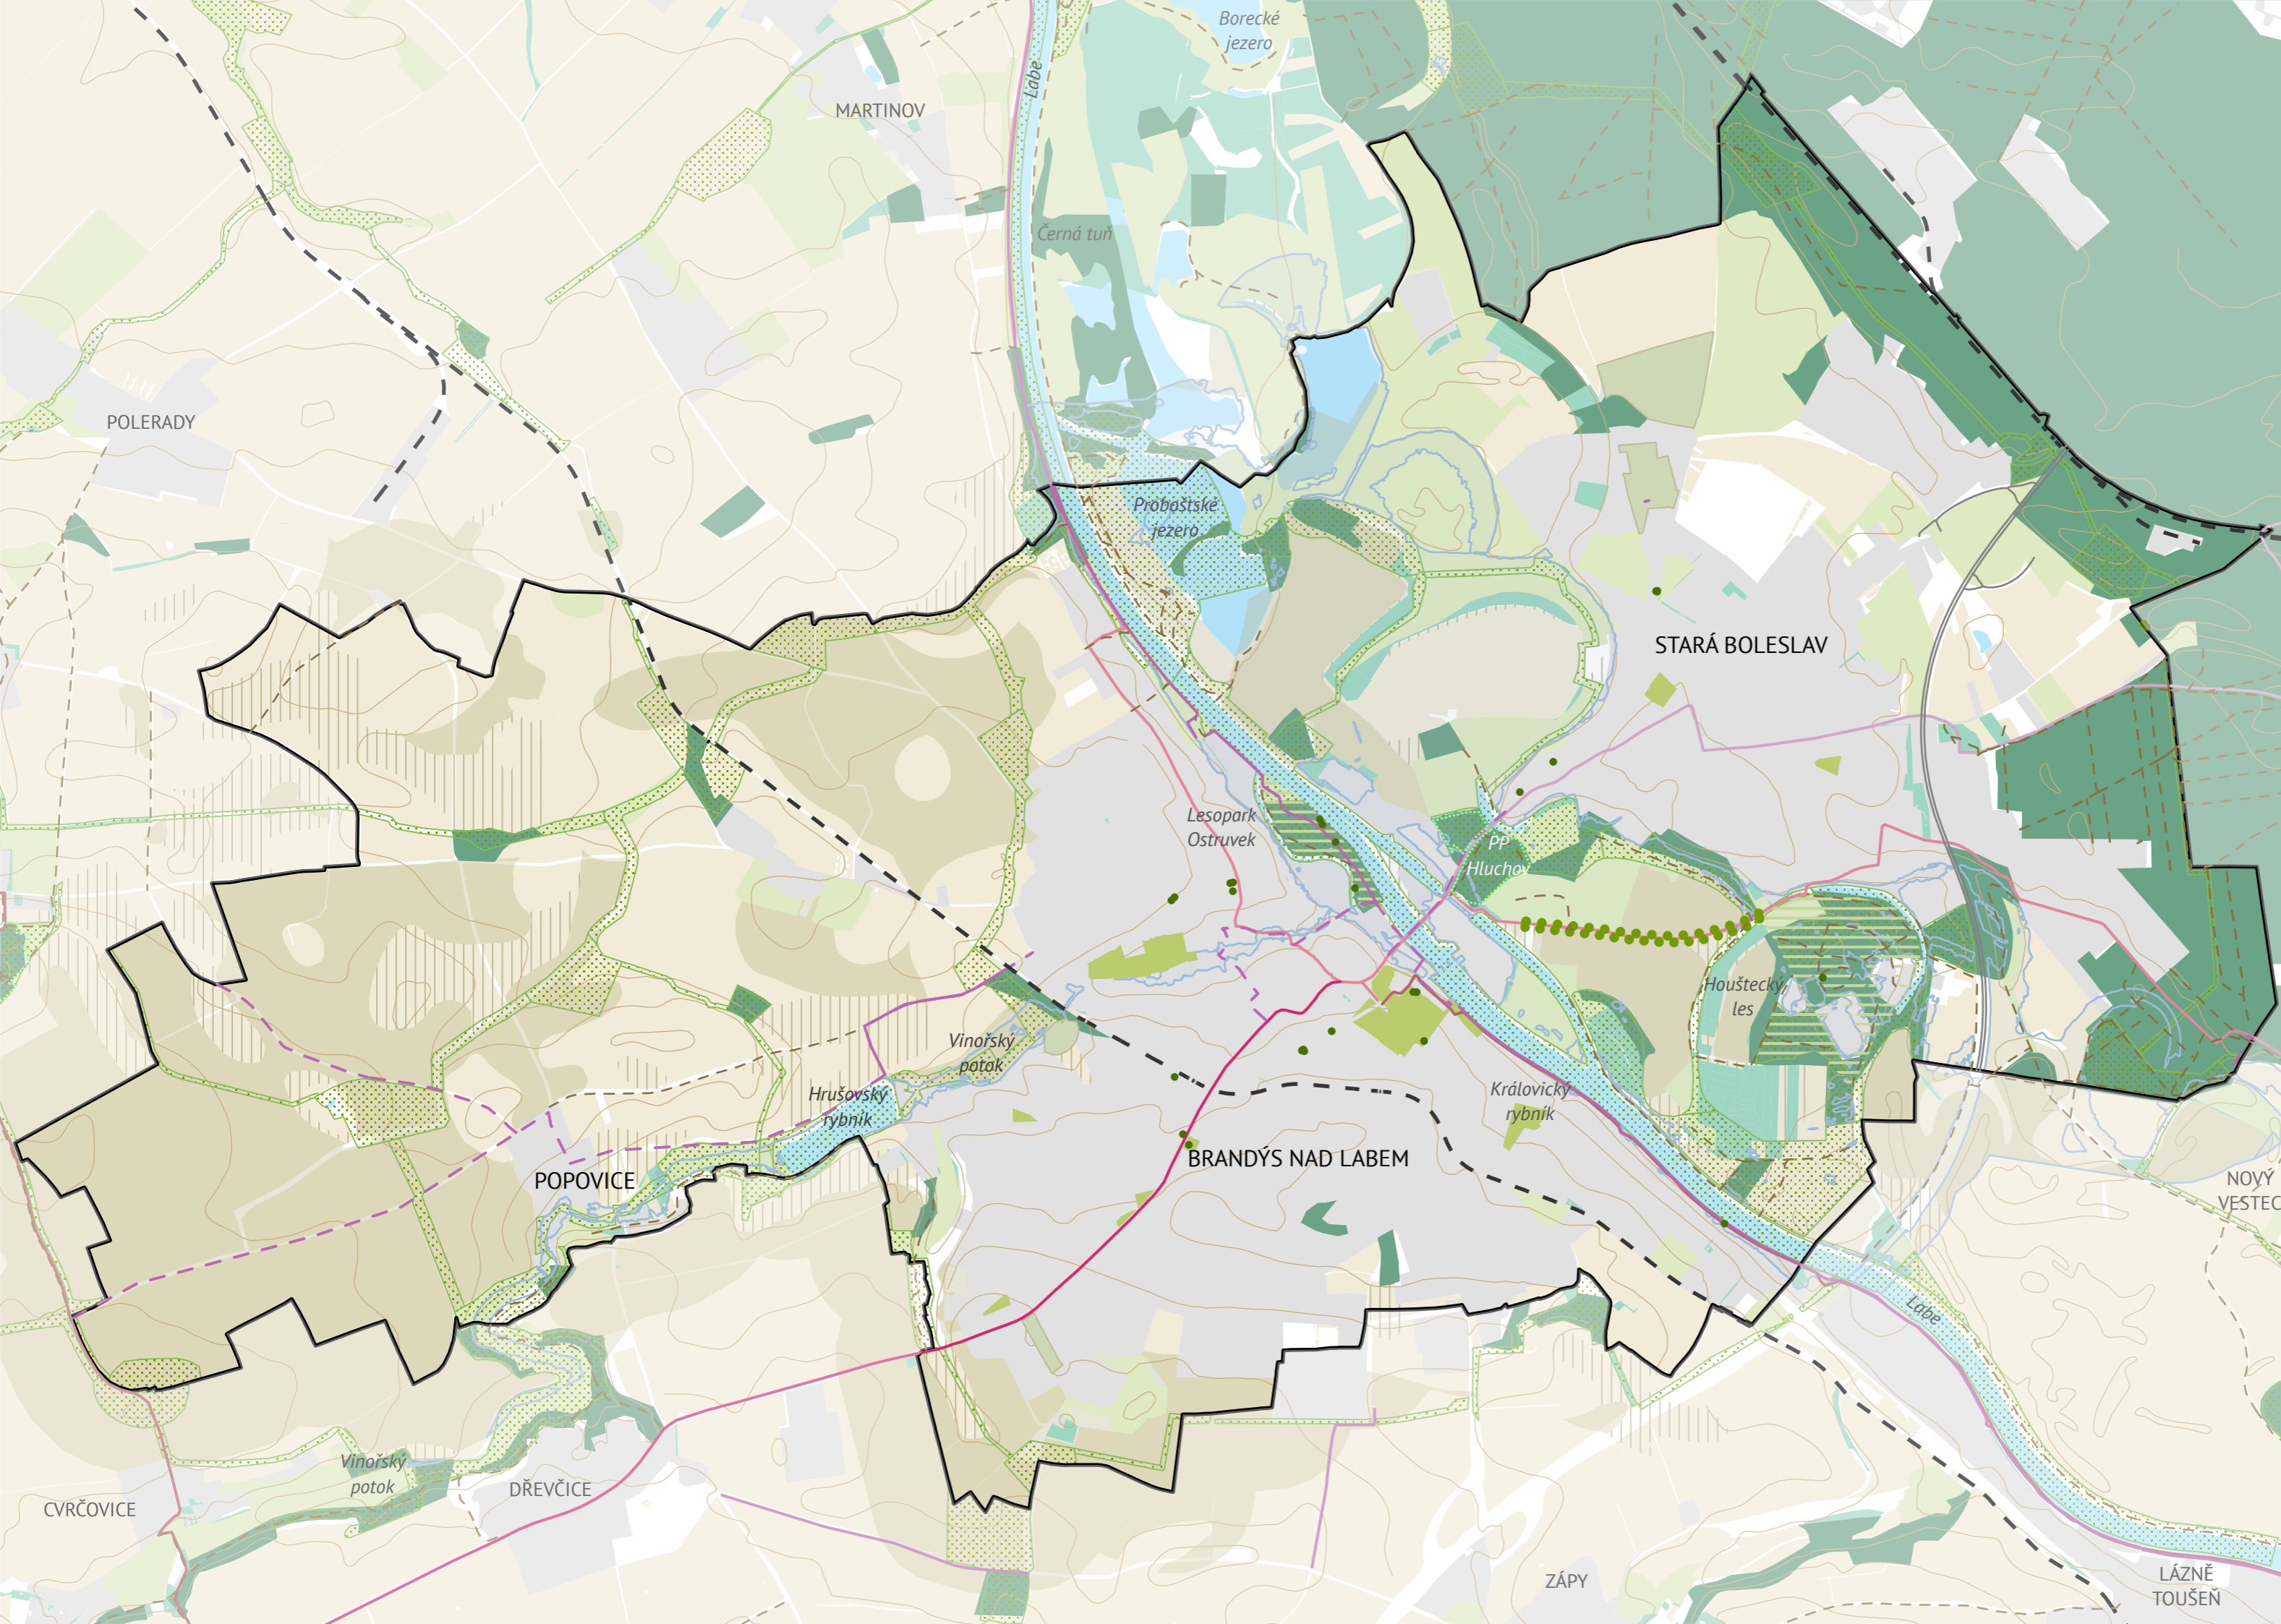 Borecké
jezero
Labe
MARTINOV
Černá tuň
POLERADY
Proboštské
jezero
STARÁ BOLESLAV
Lesopark
Ostruvek
PP
Hluchov
Houštecký
les
Vinořský
potok
Hrušovský
rybník
Královický
rybník
BRANDÝS NAD LABEM
POPOVICE
NOVÝ
VESTEC
Labe
Vinořský
potok
DŘEVČICE
CVRČOVICE
ZÁPY
LÁZNĚ
TOUŠEŇ